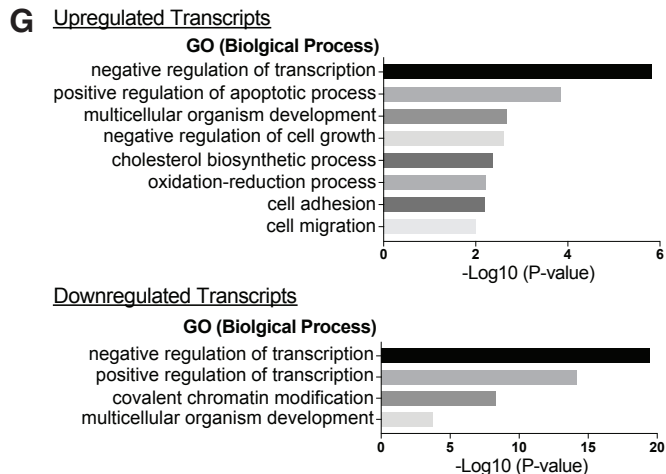 G Upregulated Transcripts
GO (Biolgical Process)
negative regulation of transcription
positive regulation of apoptotic process
multicellular organism development
negative regulation of cell growth
cholesterol biosynthetic process
oxidation-reduction process
cell adhesion
cell migration
0 2 4 6
-Log10 (P-value)
Downregulated Transcripts
GO (Biolgical Process)
negative regulation of transcription
positive regulation of transcription
covalent chromatin modification
multicellular organism development
0 5 10 15 20
-Log10 (P-value)